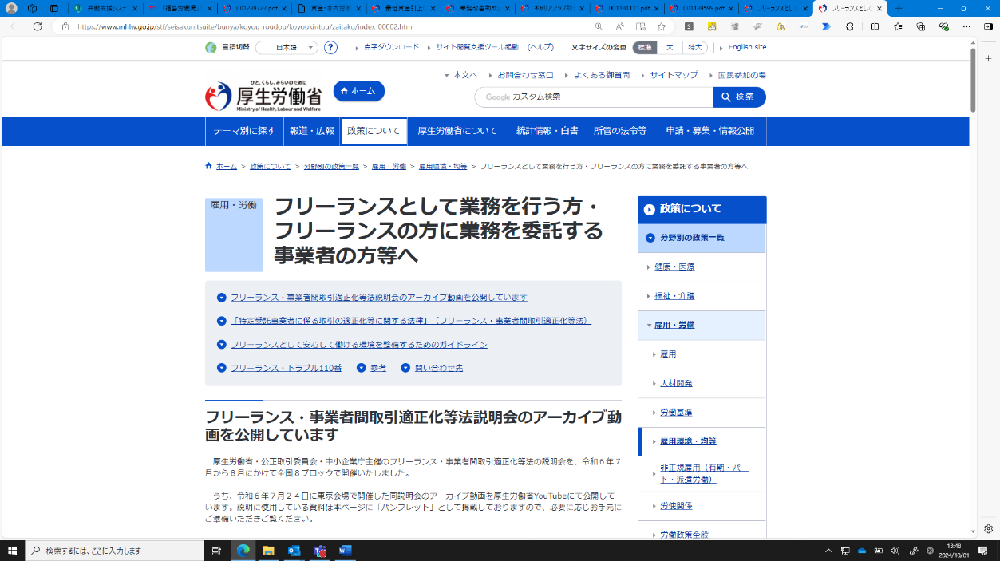 共働支援システ
「福島労働局」
001289727.pdf
賃金・家内労働
最低賃金引上
業務改善助成
キャリアアップ助
001181111.pdf
001189599.pdf
フリーランスとして
フリーランスとして
https://www.mhlw.go.jp/stf/seisakunitsuite/bunya/koyou_roudou/koyoukintou/zaitaku/index_00002.html
言語切替 日本語 ? 点字ダウンロード サイト閲覧支援ツール起動 (ヘルプ) 文字サイズの変更 標準 大 特大 English site
本文へ お問合わせ窓口 よくある御質問 サイトマップ 国民参加の場
ひと、くらし、みらいのために
厚生労働省
Ministry of Health, Labour and Welfare
ホーム
Google カスタム検索 検索
テーマ別に探す 報道・広報 政策について 厚生労働省について 統計情報・白書 所管の法令等 申請・募集・情報公開
ホーム > 政策について > 分野別の政策一覧 > 雇用・労働 > 雇用環境・均等 > フリーランスとして業務を行う方・フリーランスの方に業務を委託する事業者の方等へ
雇用・労働
フリーランスとして業務を行う方・
フリーランスの方に業務を委託する
事業者の方等へ
フリーランス・事業者間取引適正化等法説明会のアーカイブ動画を公開しています
「特定受託事業者に係る取引の適正化等に関する法律」（フリーランス・事業者間取引適正化等法）
フリーランスとして安心して働ける環境を整備するためのガイドライン
フリーランス・トラブル110番 参考 問い合わせ先
フリーランス・事業者間取引適正化等法説明会のアーカイブ動
画を公開しています
厚生労働省・公正取引委員会・中小企業庁主催のフリーランス・事業者間取引適正化等法の説明会を、令和６年７
月から８月にかけて全国８ブロックで開催いたしました。
うち、令和６年７月２４日に東京会場で開催した同説明会のアーカイブ動画を厚生労働省YouTubeにて公開して
います。説明に使用している資料は本ページに「パンフレット」として掲載しておりますので、必要に応じお手元に
ご準備いただきご覧ください。
政策について
分野別の政策一覧
健康・医療
福祉・介護
雇用・労働
雇用
人材開発
労働基準
雇用環境・均等
非正規雇用（有期・パー
ト・派遣労働）
労使関係
労働政策全般
検索するには、ここに入力します
13:48
2024/10/01